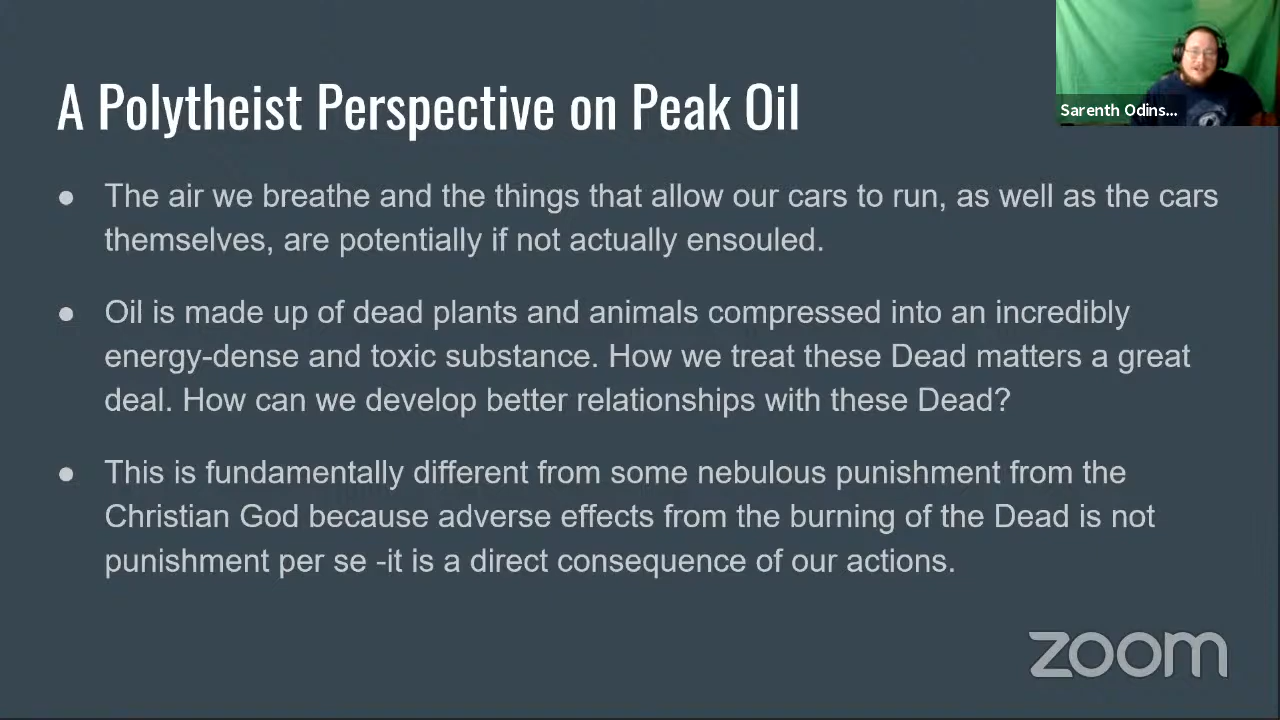 A Polytheist Perspective on Peak Oil
Sarenth Odins...
● The air we breathe and the things that allow our cars to run, as well as the cars
themselves, are potentially if not actually ensouled.
● Oil is made up of dead plants and animals compressed into an incredibly
energy-dense and toxic substance. How we treat these Dead matters a great
deal. How can we develop better relationships with these Dead?
● This is fundamentally different from some nebulous punishment from the
Christian God because adverse effects from the burning of the Dead is not
punishment per se -it is a direct consequence of our actions.
zoom